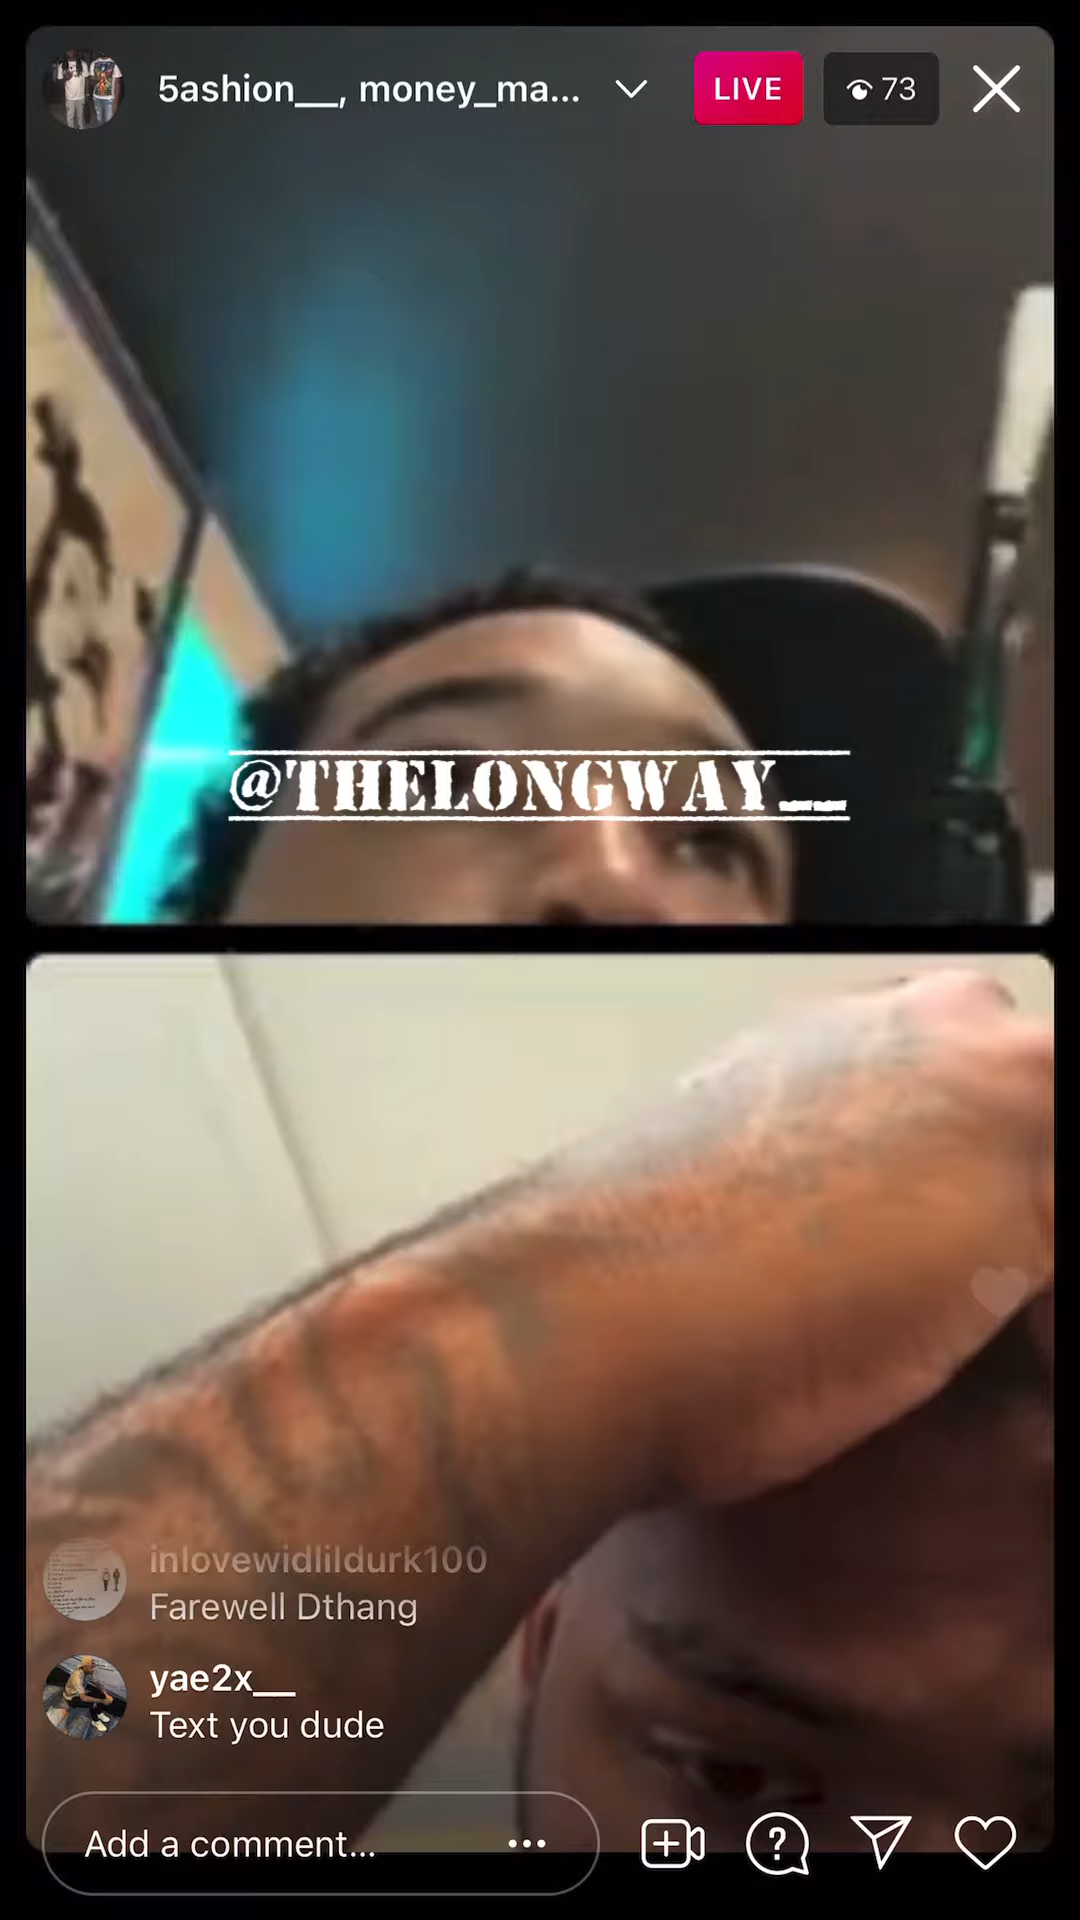 5ashion__, money_ma...
LIVE
73
@THELONGWAY__
inlovewidlildurk100
Farewell Dthang
yae2x__
Text you dude
Add a comment...